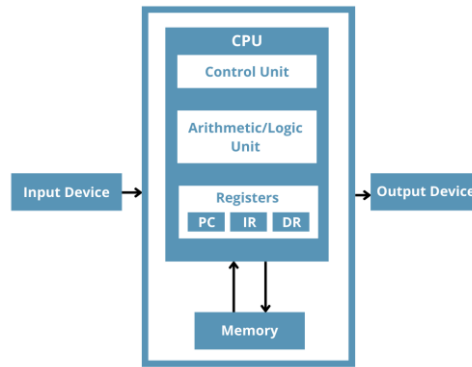 CPU
Control Unit
Arithmetic/Logic
Unit
Input Device
Output Device
Registers
PC IR DR
Memory